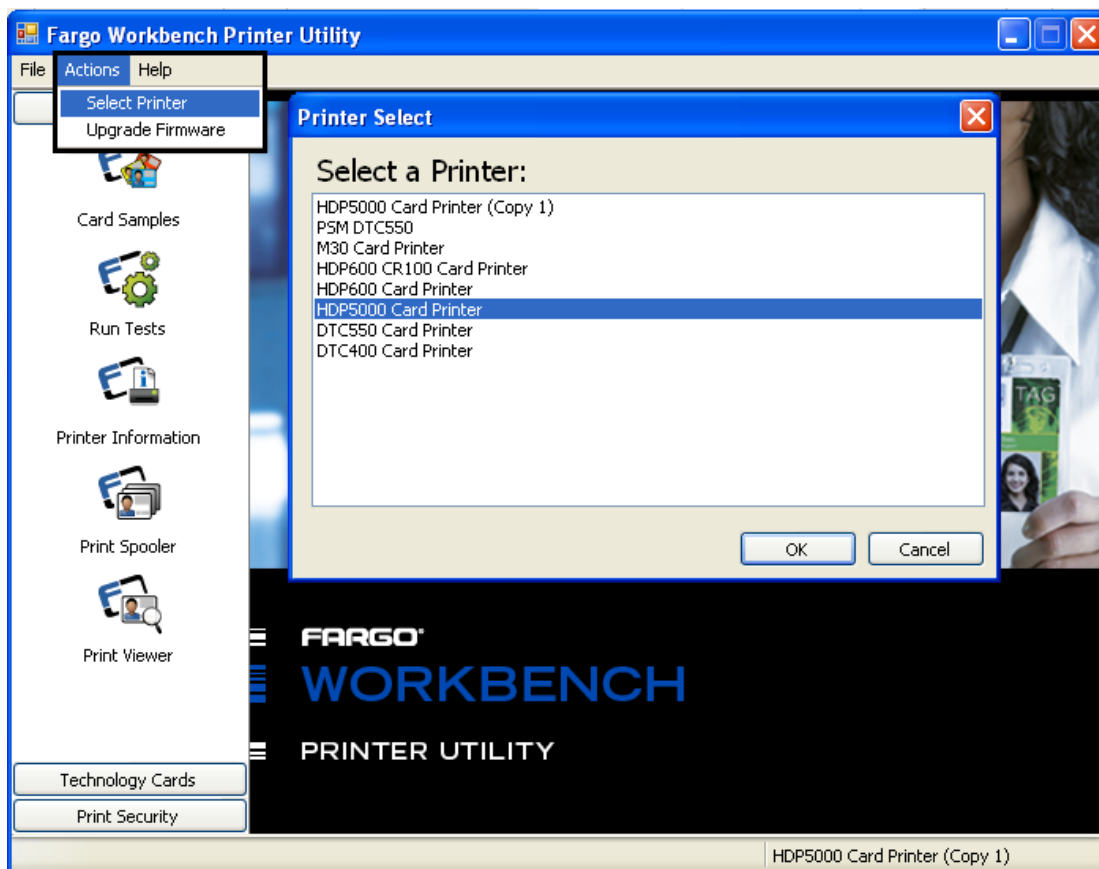 Fargo Workbench Printer Utility
File Actions Help
Select Printer
Upgrade Firmware
Card Samples
Run Tests
Printer Information
Print Spooler
Print Viewer
Technology Cards
Print Security
Printer Select
Select a Printer:
HDP5000 Card Printer (Copy 1)
PSM DTC550
M30 Card Printer
HDP600 CR100 Card Printer
HDP600 Card Printer
HDP5000 Card Printer
DTC550 Card Printer
DTC400 Card Printer
OK Cancel
TAG
FARGO®
WORKBENCH
PRINTER UTILITY
HDP5000 Card Printer (Copy 1)